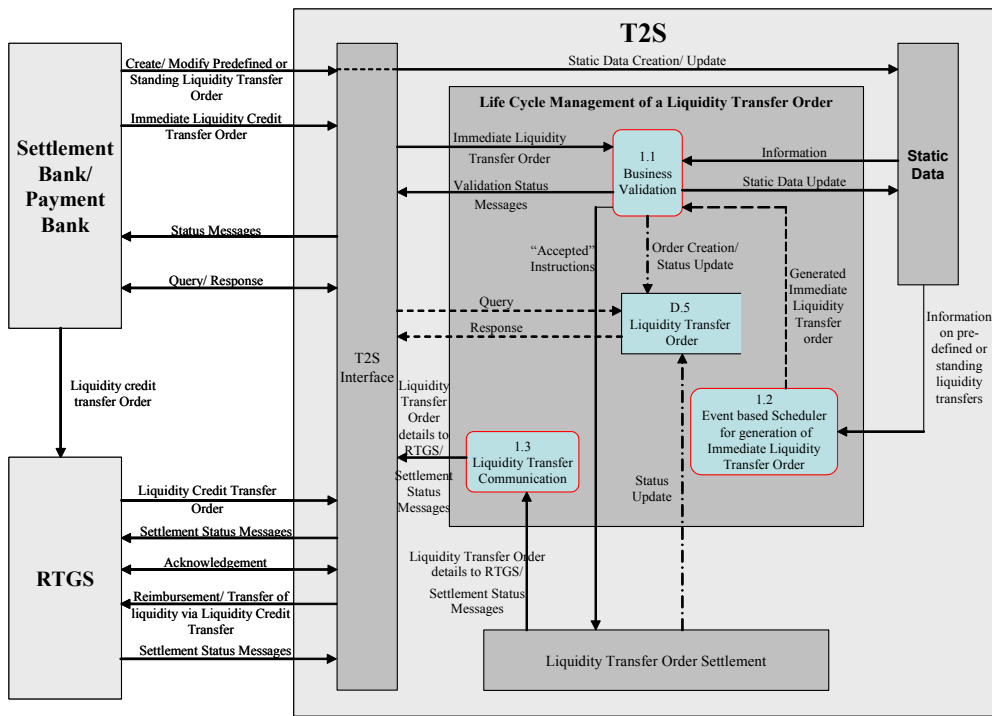 T2S
Create/ Modify Predefined or
Standing Liquidity Transfer
Order
Static Data Creation/ Update
Life Cycle Management of a Liquidity Transfer Order
Immediate Liquidity Credit
Transfer Order
Settlement
Bank/
Payment
Bank
Immediate Liquidity
Transfer Order
1.1
Business
Validation
Information
Static
Data
Validation Status
Messages
Static Data Update
Status Messages
"Accepted"
Instructions
Order Creation/
Status Update
Generated
Immediate
Liquidity
Transfer
order
Query/ Response
Query
Response
D.5
Liquidity Transfer
Order
T2S
Interface
Information
on pre-
defined or
standing
liquidity
transfers
Liquidity credit
transfer Order
Liquidity
Transfer
Order
details to
RTGS/
Settlement
Status
Messages
1.2
Event based Scheduler
for generation of
Immediate Liquidity
Transfer Order
1.3
Liquidity Transfer
Communication
Status
Update
Liquidity Credit Transfer
Order
Settlement Status Messages
RTGS
Acknowledgement
Reimbursement/ Transfer of
liquidity via Liquidity Credit
Transfer
Settlement Status Messages
Liquidity Transfer Order
details to RTGS/
Settlement Status
Messages
Liquidity Transfer Order Settlement